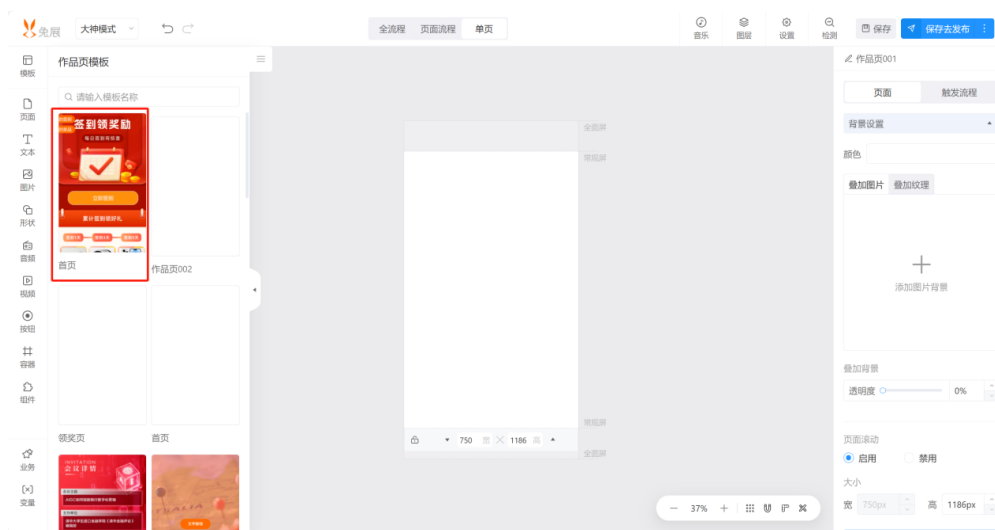 兔展
大神模式
全流程 页面流程 单页
音乐 图层 设置 检测
保存 保存去发布
模板
页面
文本
图片
形状
音频
视频
按钮
容器
组件
业务
变量
作品页模板
请输入模板名称
签到领奖励
每日签到有惊喜
立即签到
累计签到领好礼
首页
作品页002
领奖页
首页
INVITATION
会议详情
全面屏
常规屏
常规屏
750 宽 1186 高
全面屏
37%
作品页001
页面 触发流程
背景设置
颜色
叠加图片 叠加纹理
添加图片背景
叠加背景
透明度 0%
页面滚动
启用 禁用
大小
宽 750px 高 1186px